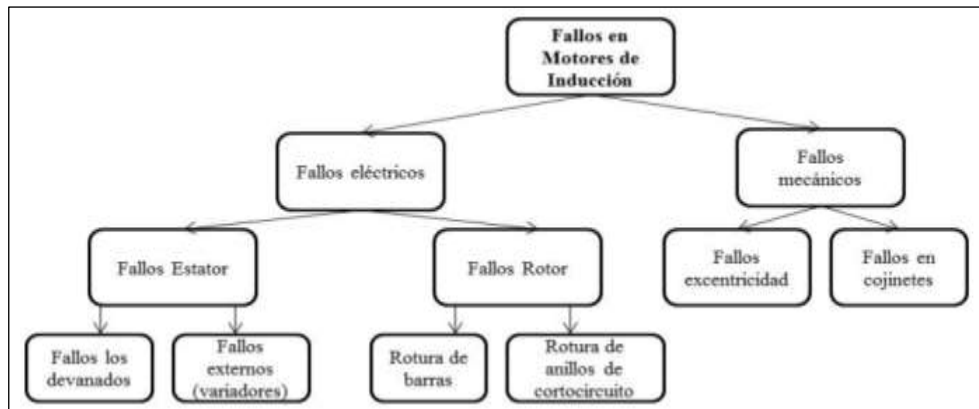 Fallos en
Motores de
Inducción
Fallos eléctricos
Fallos
mecánicos
Fallos Estator
Fallos Rotor
Fallos
excentricidad
Fallos en
cojinetes
Fallos los
devanados
Fallos
externos
(variadores)
Rotura de
barras
Rotura de
anillos de
cortocircuito